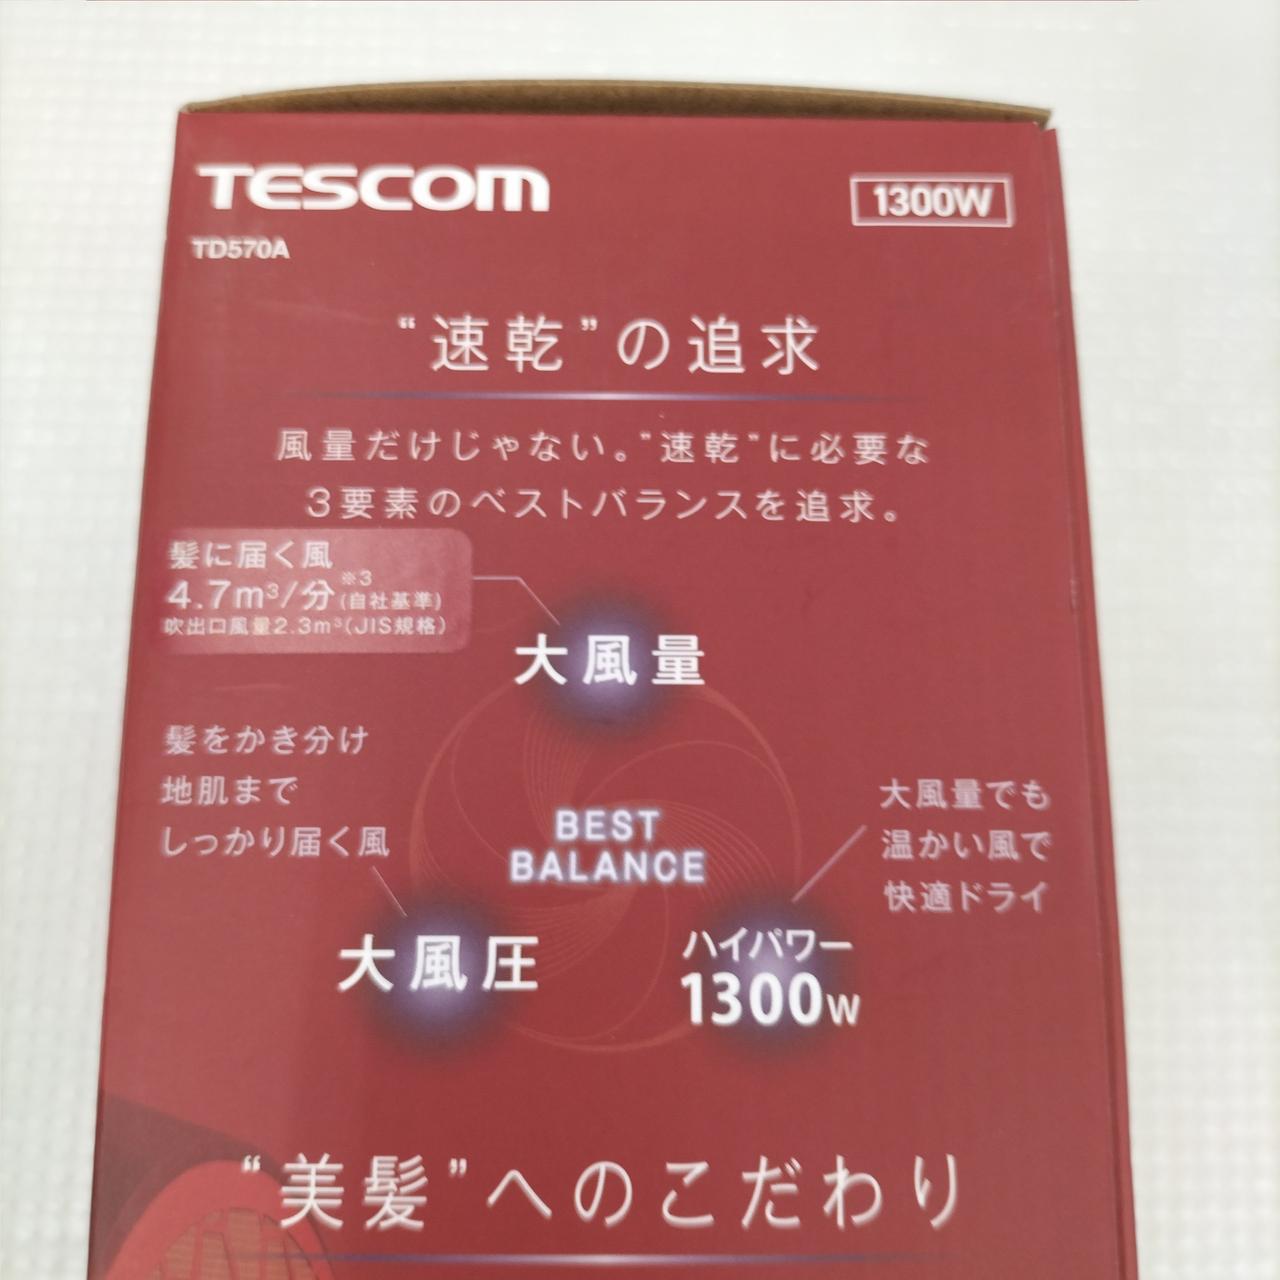 TESCOM
1300W
TD570A
“速乾”の追求
風量だけじゃない。“速乾”に必要な
3要素のベストバランスを追求。
髪に届く風
4.7m³/分※3(自社基準)
吹出口風量2.3m³(JIS規格)
大風量
髪をかき分け
地肌まで
しっかり届く風
大風圧
BEST
BALANCE
大風量でも
温かい風で
快適ドライ
ハイパワー
1300W
“美髪”へのこだわり